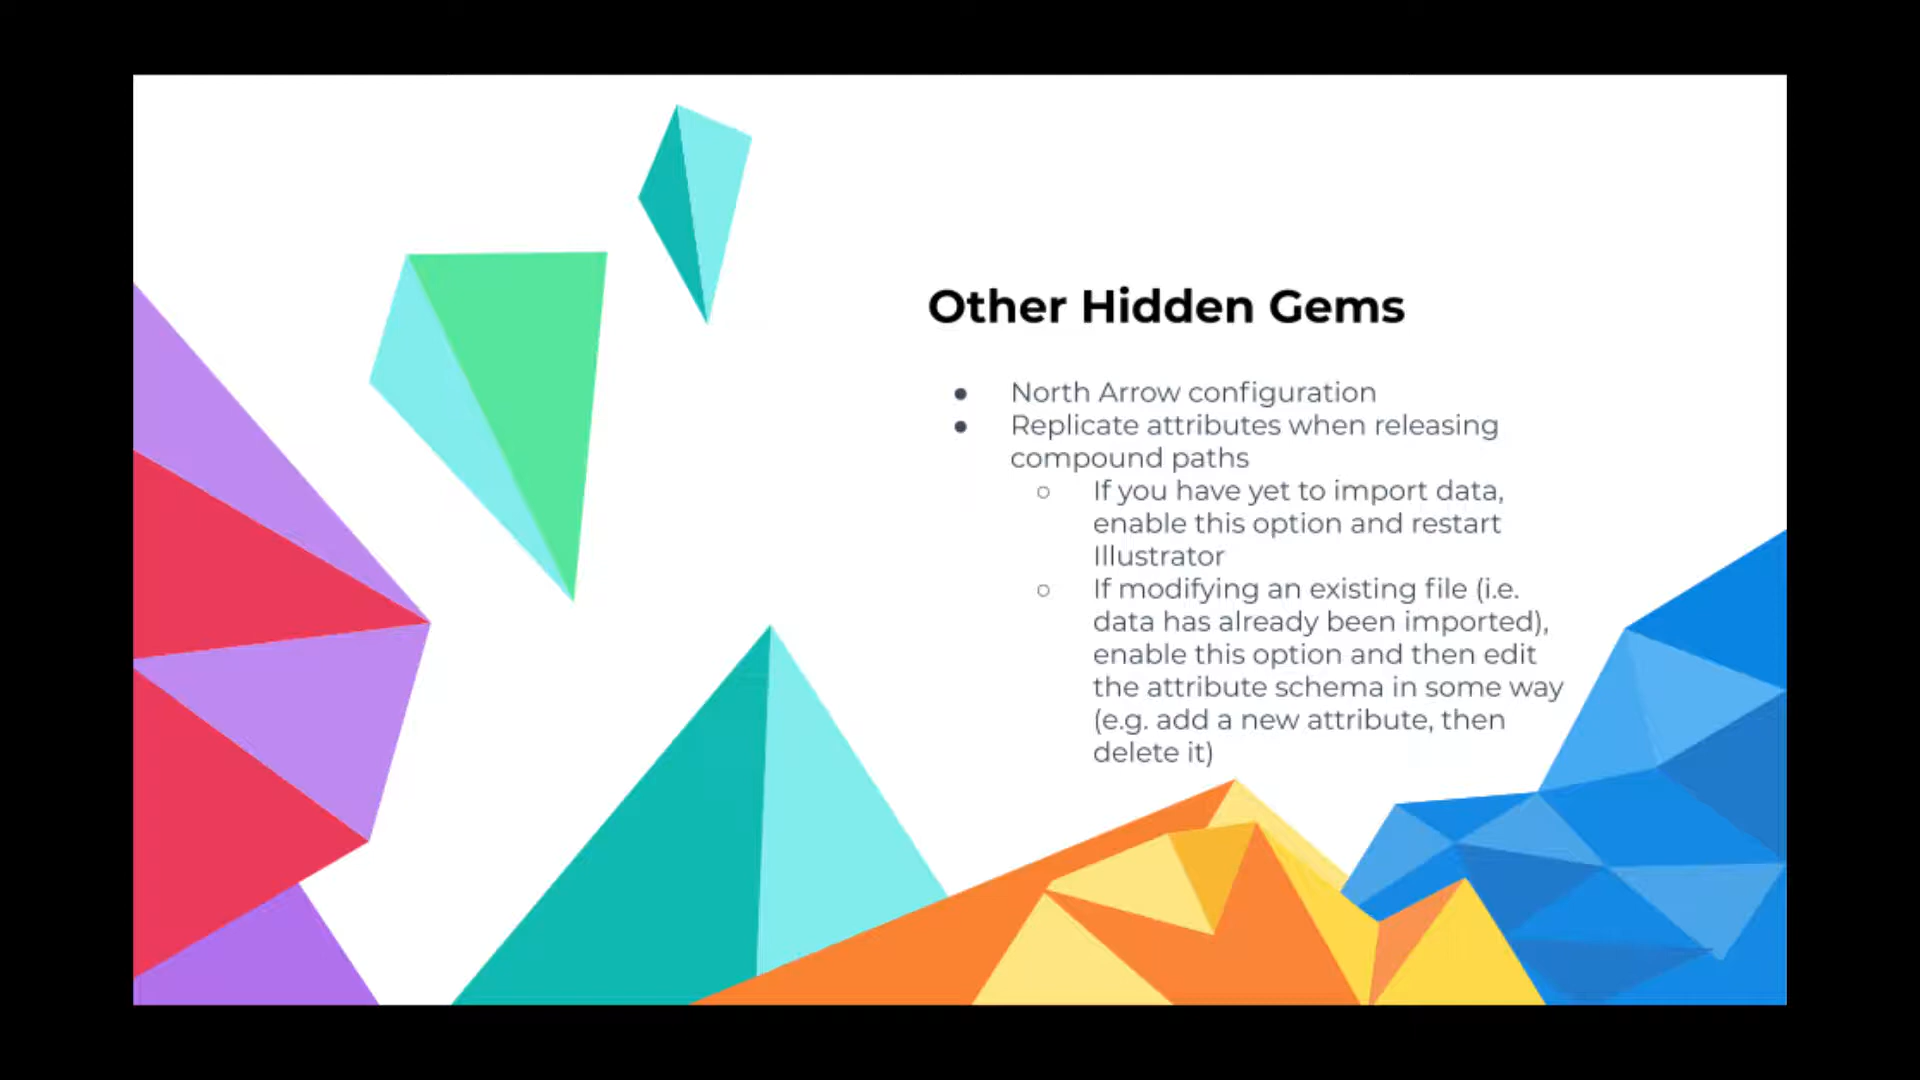 Other Hidden Gems
● North Arrow configuration
● Replicate attributes when releasing
compound paths
○ If you have yet to import data,
enable this option and restart
Illustrator
○ If modifying an existing file (i.e.
data has already been imported),
enable this option and then edit
the attribute schema in some way
(e.g. add a new attribute, then
delete it)